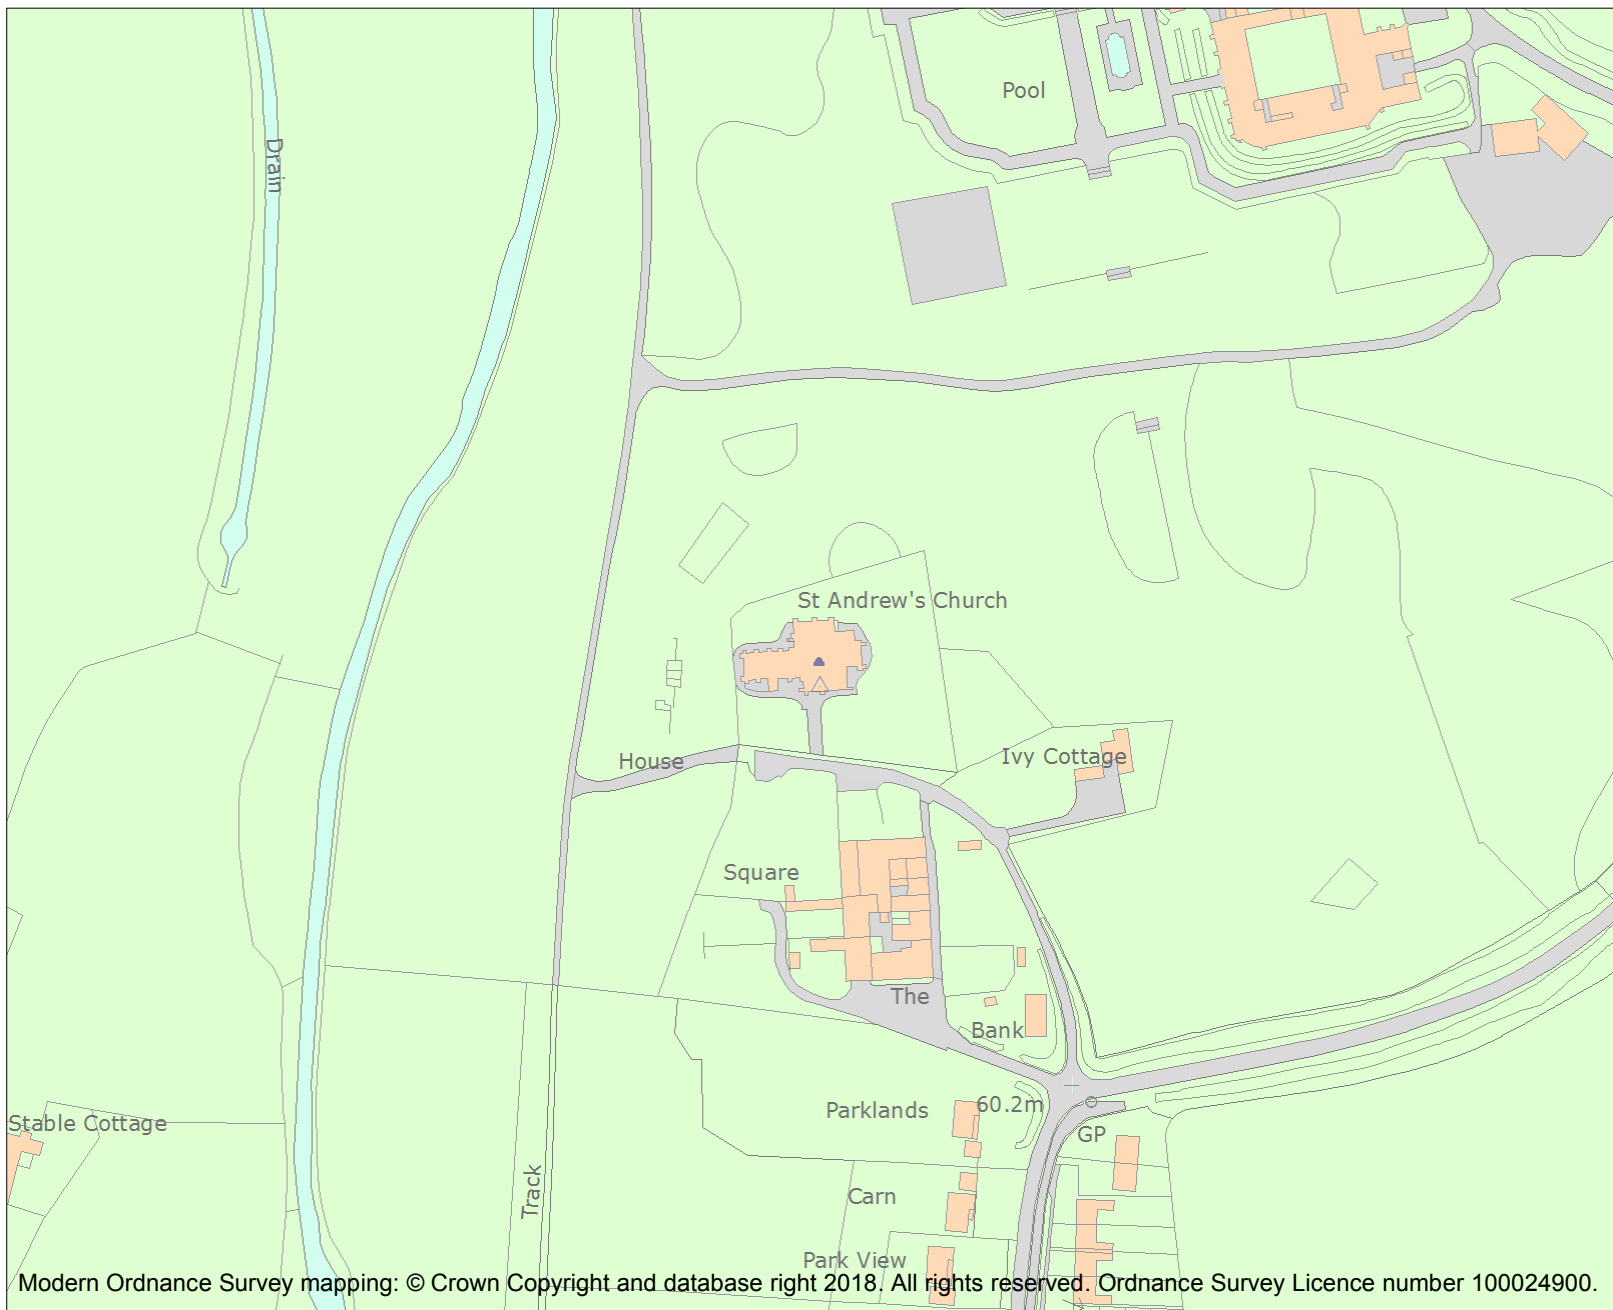 Pool
Drain
St Andrew's Church
House
Ivy Cottage
Square
The
Bank
Parklands
60.2m
Stable Cottage
GP
Track
Carn
Park View
Modern Ordnance Survey mapping: © Crown Copyright and database right 2018. All rights reserved. Ordnance Survey Licence number 100024900.